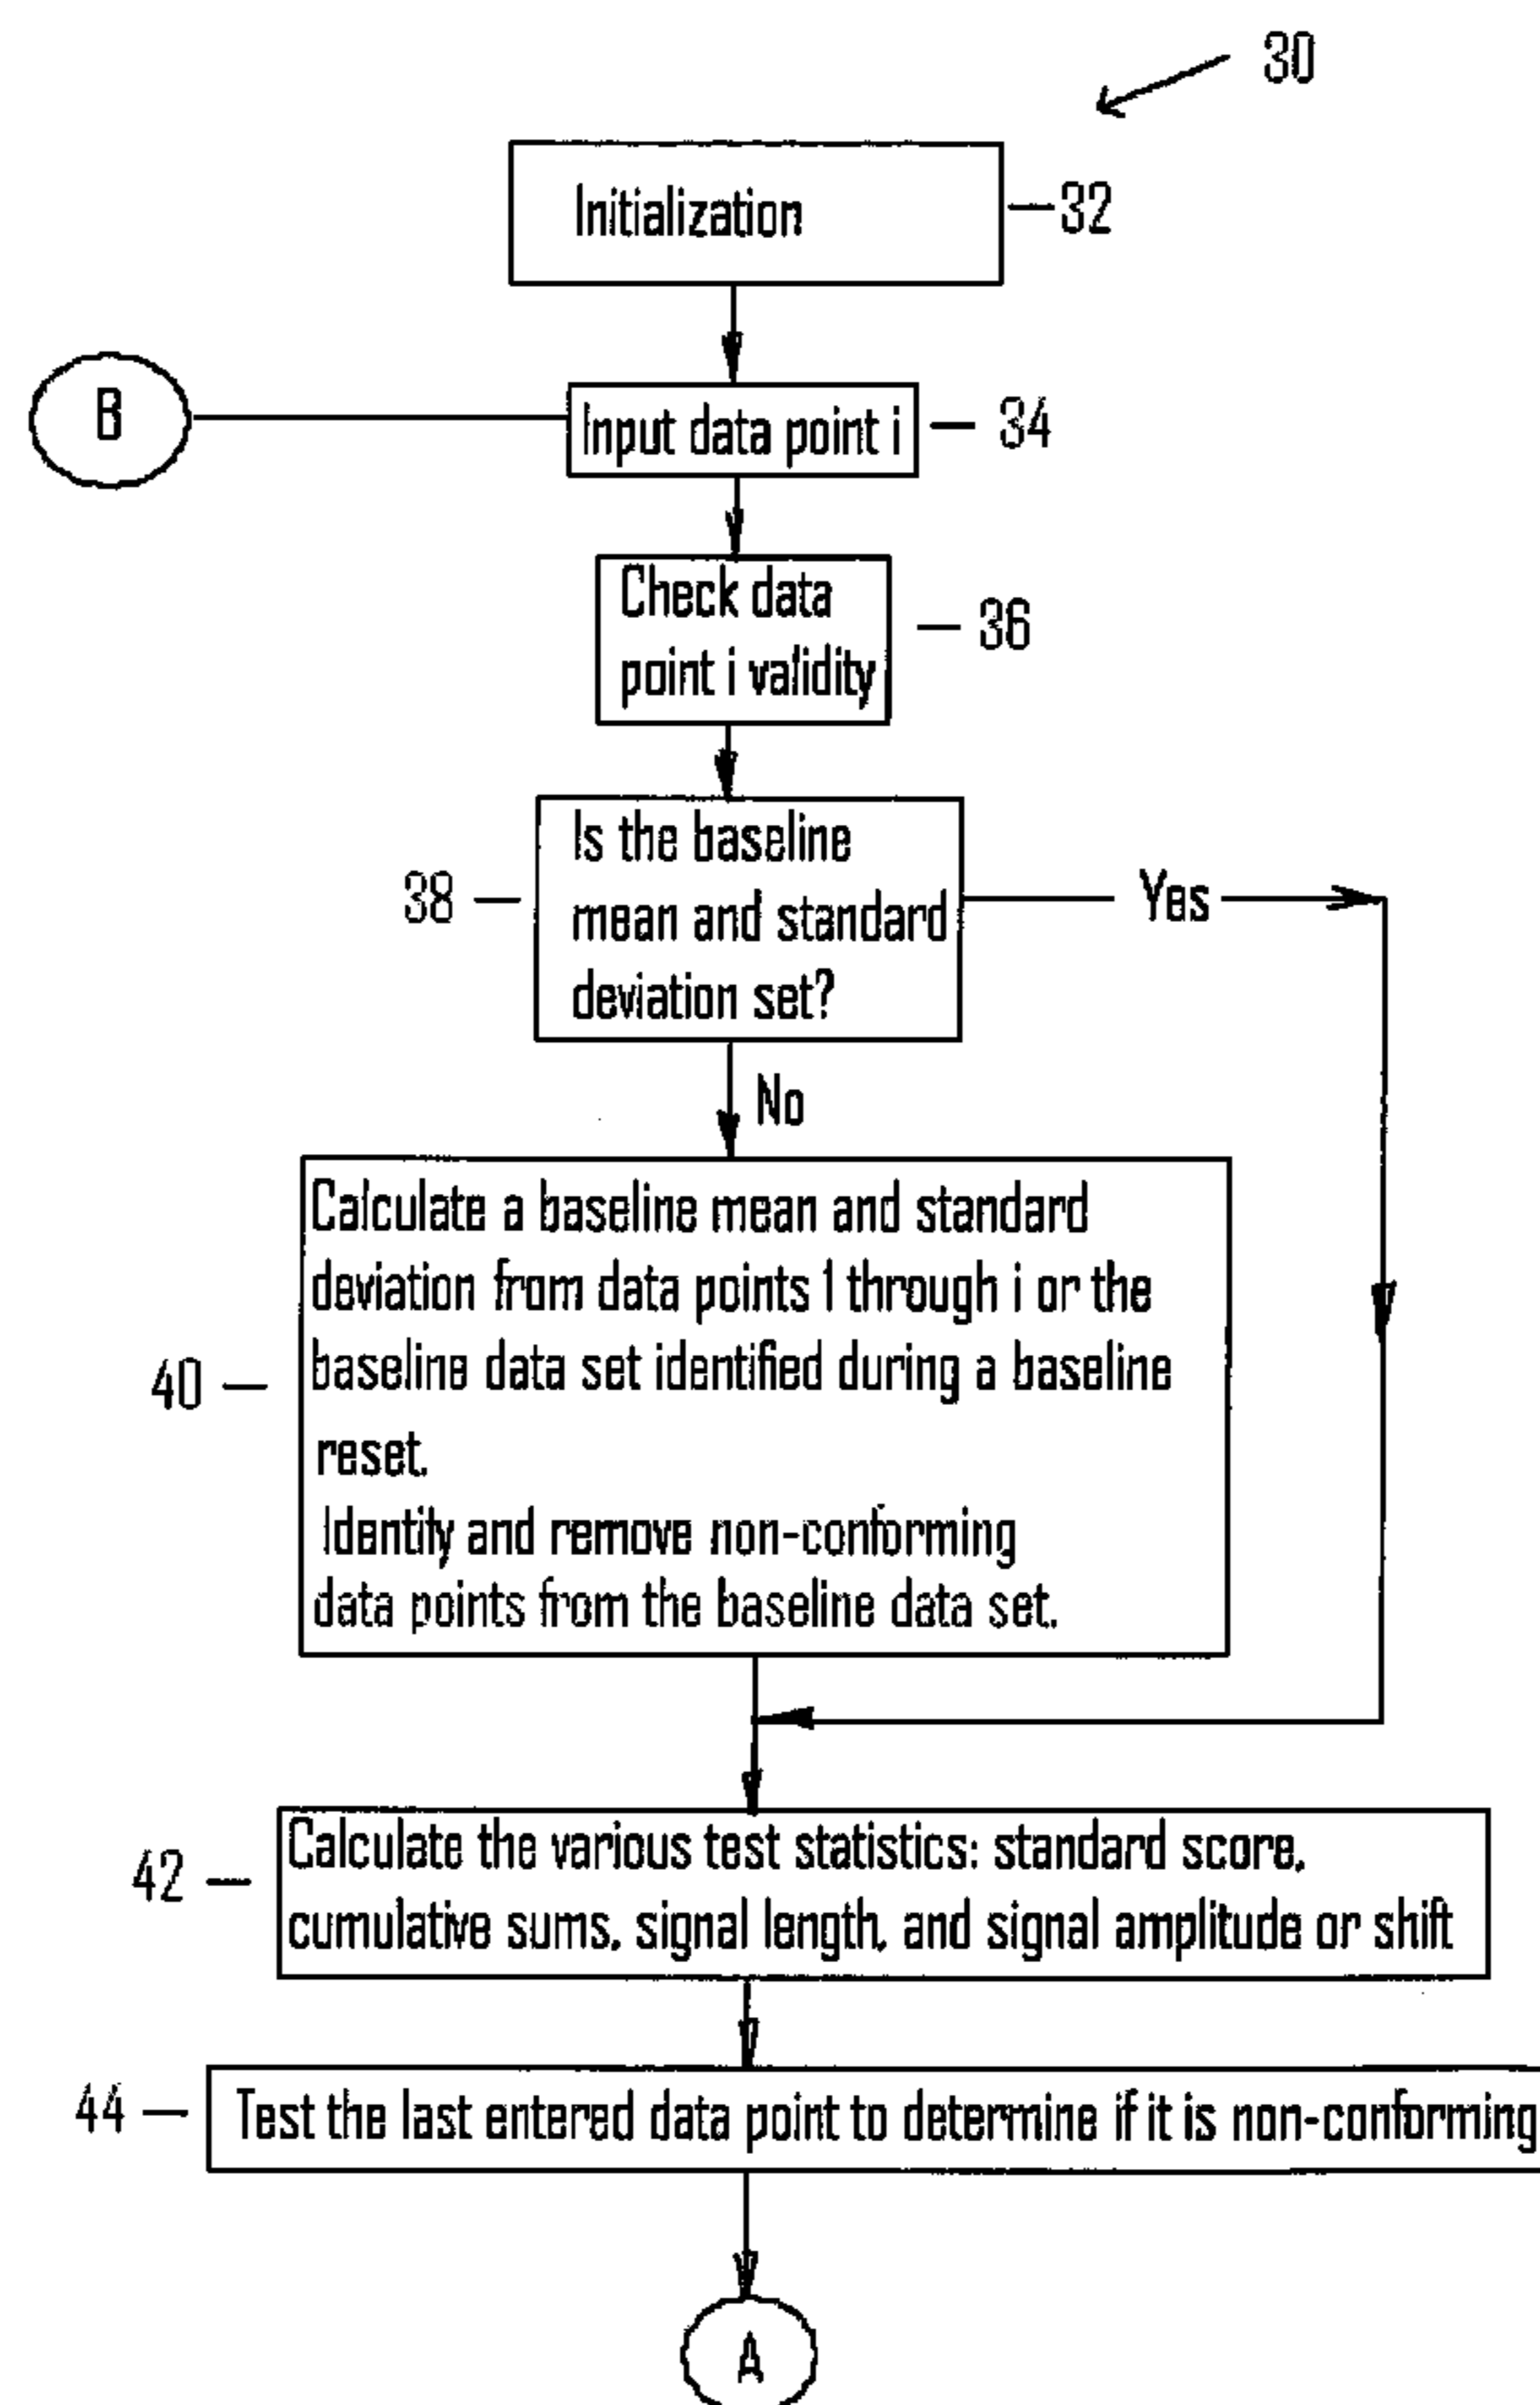 30
Initialization
32
B
Input data point i
34
Check data
point i validity
36
Is the baseline
mean and standard
deviation set?
38
Yes
No
Calculate a baseline mean and standard
deviation from data points 1 through i or the
baseline data set identified during a baseline
reset.
Identify and remove non-conforming
data points from the baseline data set.
40
Calculate the various test statistics: standard score,
cumulative sums, signal length, and signal amplitude or shift
42
44
Test the last entered data point to determine if it is non-conforming
A